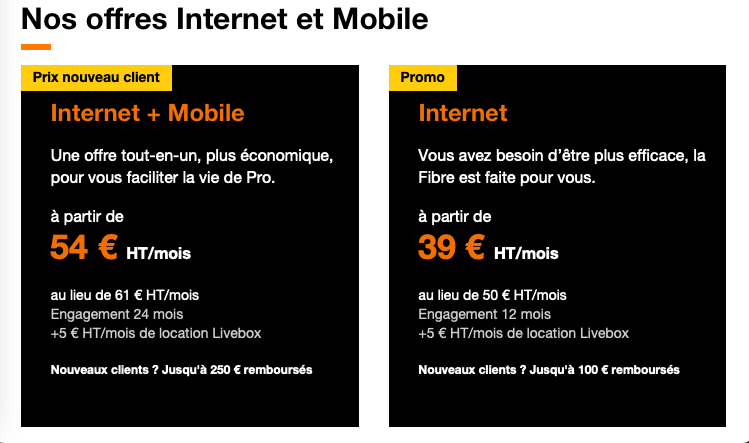 Nos offres Internet et Mobile
Prix nouveau client
Internet + Mobile
Une offre tout-en-un, plus économique,
pour vous faciliter la vie de Pro.
à partir de
54 € HT/mois
au lieu de 61 € HT/mois
Engagement 24 mois
+5 € HT/mois de location Livebox
Nouveaux clients ? Jusqu'à 250 € remboursés
Promo
Internet
Vous avez besoin d’être plus efficace, la
Fibre est faite pour vous.
à partir de
39 € HT/mois
au lieu de 50 € HT/mois
Engagement 12 mois
+5 € HT/mois de location Livebox
Nouveaux clients ? Jusqu'à 100 € remboursés